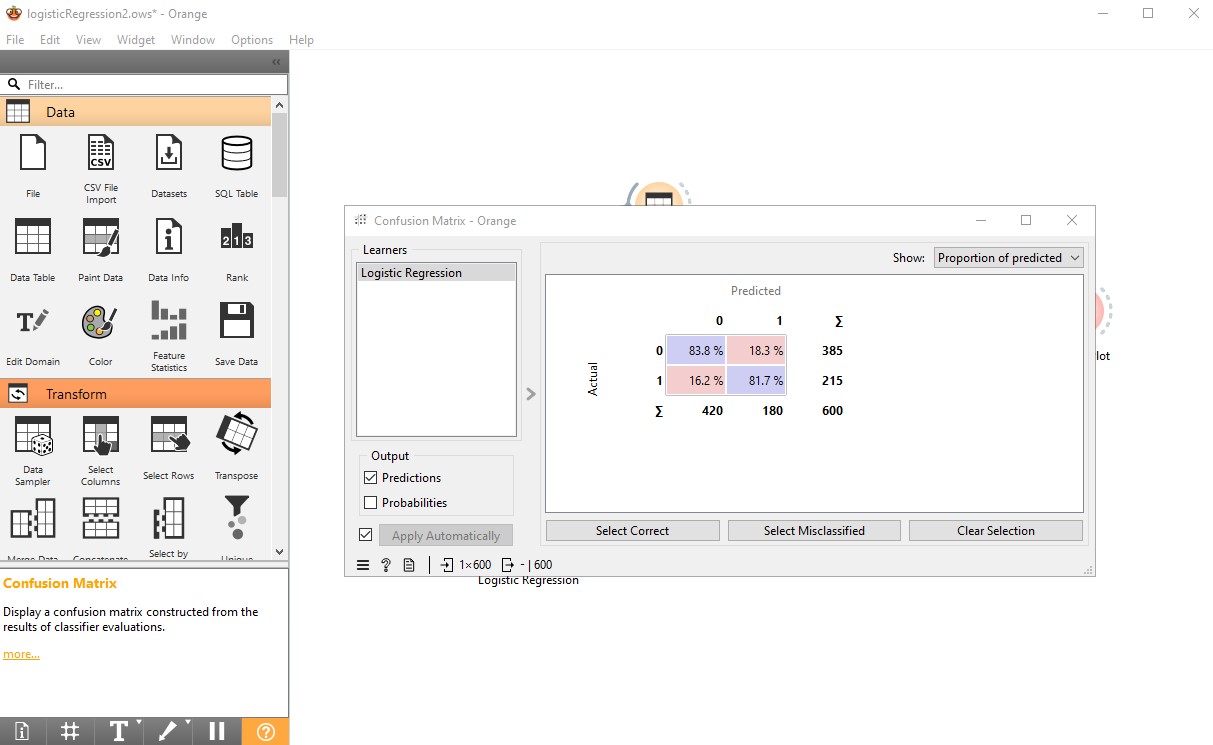 logisticRegression2.ows* - Orange
File Edit View Widget Window Options Help
Filter...
Data
File
CSV File
Import
Datasets
SQL Table
Data Table
Paint Data
Data Info
Rank
Edit Domain
Color
Feature
Statistics
Save Data
Transform
Data
Sampler
Select
Columns
Select Rows
Transpose
Merge Data
Concatenate
Select by
Unique
Confusion Matrix
Display a confusion matrix constructed from the
results of classifier evaluations.
more...
Confusion Matrix - Orange
Learners
Logistic Regression
Output
Predictions
Probabilities
Apply Automatically
1×600 - | 600
Show: Proportion of predicted
Predicted
0 1 Σ
Actual
0 83.8 % 18.3 % 385
1 16.2 % 81.7 % 215
Σ 420 180 600
Select Correct Select Misclassified Clear Selection
Logistic Regression
lot